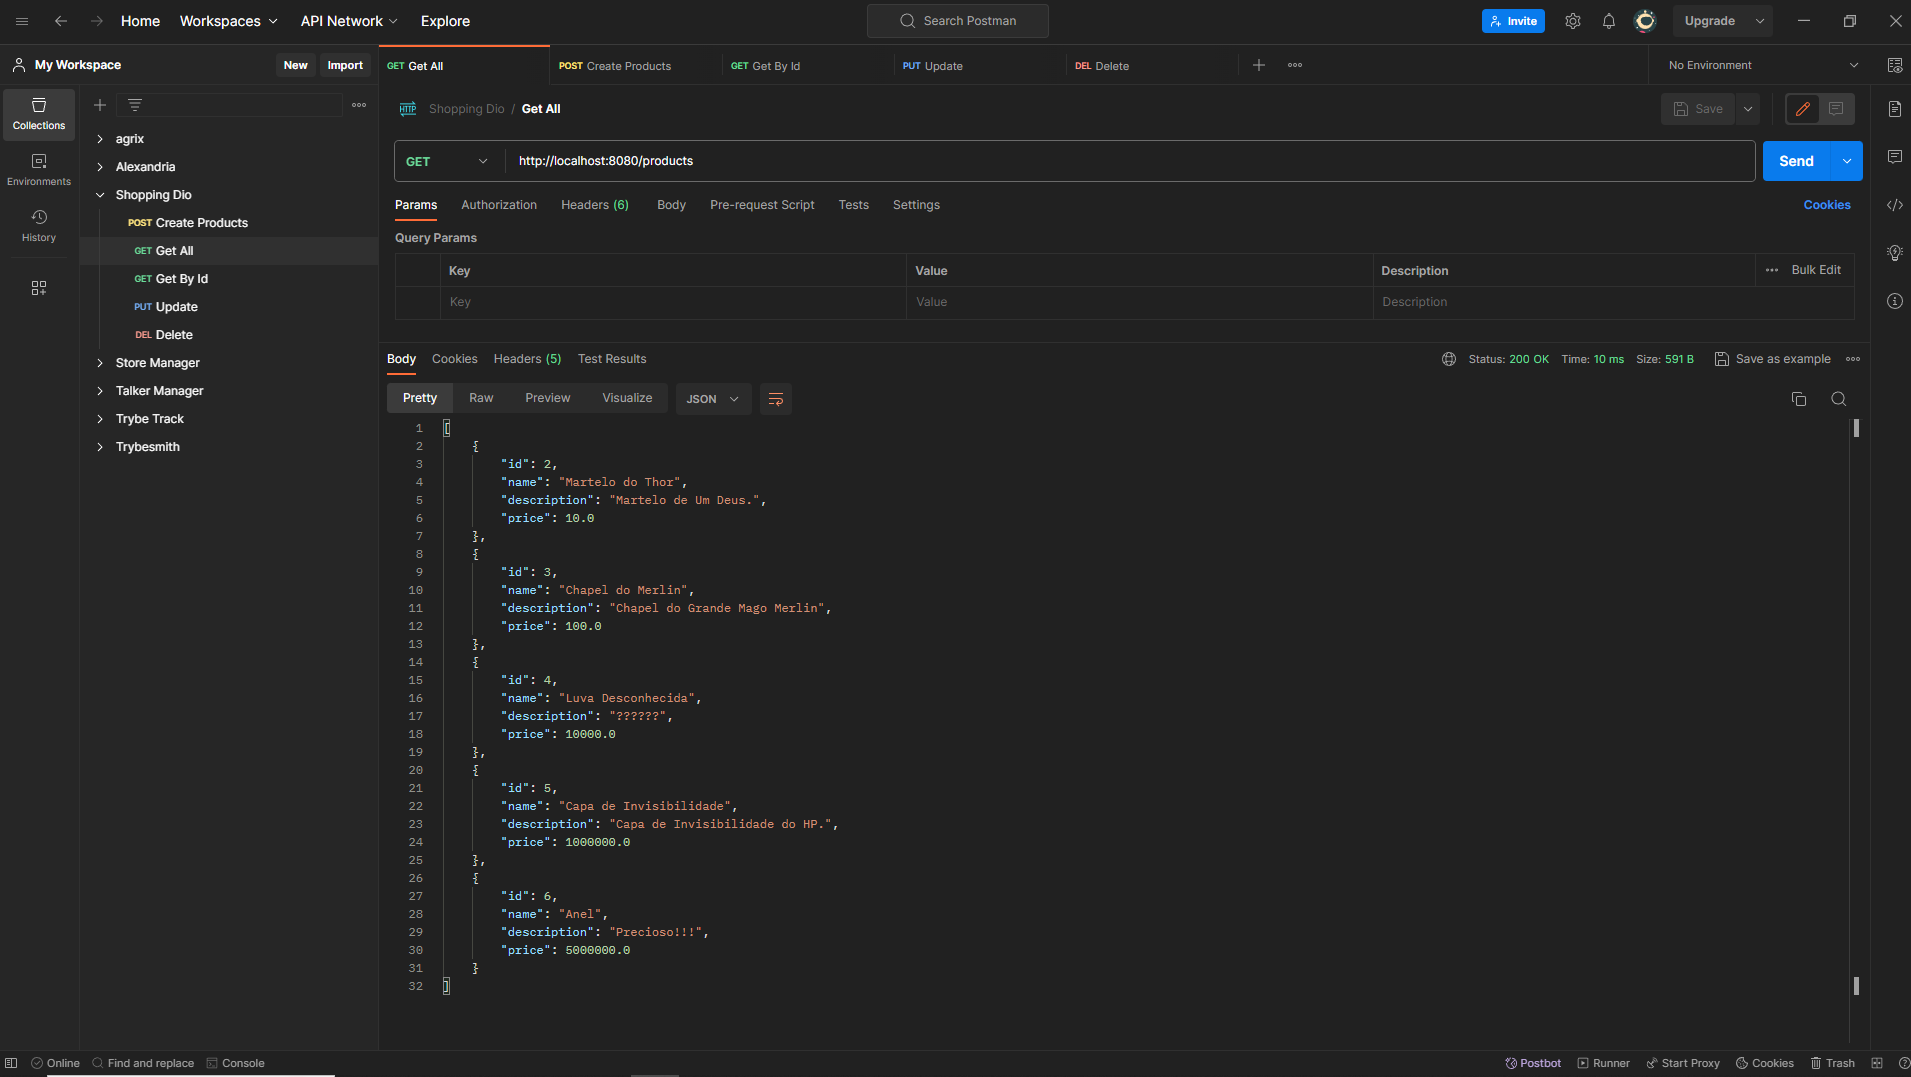 Home Workspaces API Network Explore Search Postman Invite Upgrade
My Workspace New Import
GET Get All POST Create Products GET Get By Id PUT Update DEL Delete No Environment
Collections
Environments
History
agrix
Alexandria
Shopping Dio
POST Create Products
GET Get All
GET Get By Id
PUT Update
DEL Delete
Store Manager
Talker Manager
Trybe Track
Trybesmith
HTTP Shopping Dio / Get All Save
GET http://localhost:8080/products Send
Params Authorization Headers (6) Body Pre-request Script Tests Settings Cookies
Query Params
Key Value Description Bulk Edit
Key Value Description
Body Cookies Headers (5) Test Results Status: 200 OK Time: 10 ms Size: 591 B Save as example
Pretty Raw Preview Visualize JSON
1 [
2 {
3 "id": 2,
4 "name": "Martelo do Thor",
5 "description": "Martelo de Um Deus.",
6 "price": 10.0
7 },
8 {
9 "id": 3,
10 "name": "Chapel do Merlin",
11 "description": "Chapel do Grande Mago Merlin",
12 "price": 100.0
13 },
14 {
15 "id": 4,
16 "name": "Luva Desconhecida",
17 "description": "??????",
18 "price": 10000.0
19 },
20 {
21 "id": 5,
22 "name": "Capa de Invisibilidade",
23 "description": "Capa de Invisibilidade do HP.",
24 "price": 1000000.0
25 },
26 {
27 "id": 6,
28 "name": "Anel",
29 "description": "Precioso!!!",
30 "price": 5000000.0
31 }
32 ]
Online Find and replace Console Postbot Runner Start Proxy Cookies Trash